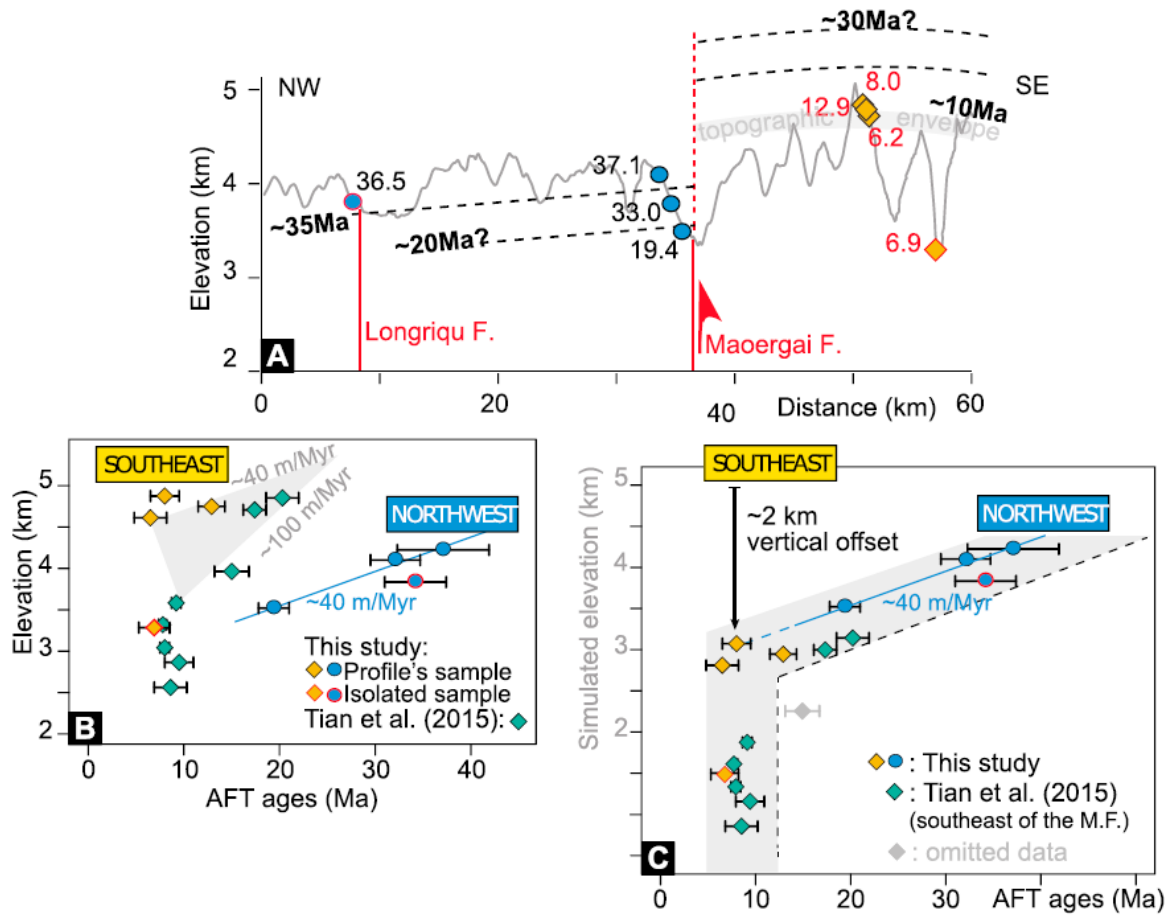 ~30Ma?
5
NW
8.0
SE
12.9
~10Ma
topographic envelope
6.2
Elevation (km)
4
36.5
37.1
~35Ma
33.0
~20Ma?
19.4
6.9
3
Longriqu F.
Maoergai F.
A
2
0
20
40
Distance (km)
60
SOUTHEAST
~40 m/Myr
5
~100 m/Myr
NORTHWEST
Elevation (km)
4
~40 m/Myr
This study:
3
Profile's sample
Isolated sample
Tian et al. (2015):
B
2
0
10
20
30
40
AFT ages (Ma)
SOUTHEAST
5
NORTHWEST
~2 km
vertical offset
Simulated elevation (km)
4
~40 m/Myr
3
2
: This study
: Tian et al. (2015)
(southeast of the M.F.)
C
: omitted data
0
10
20
30
AFT ages (Ma)